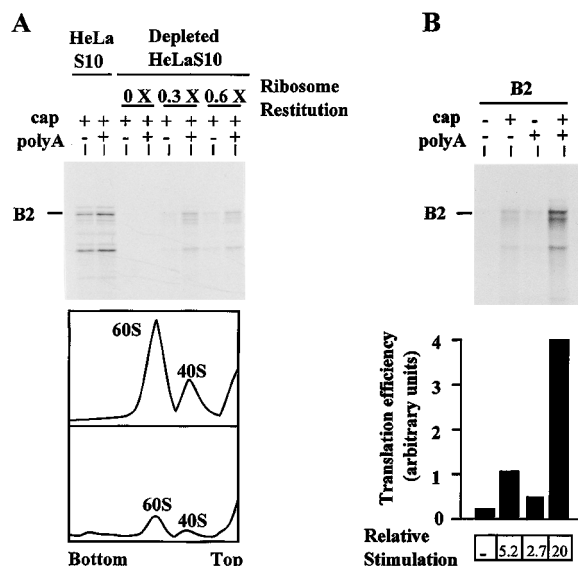 A
HeLa
S10
Depleted
HeLaS10
0 X 0.3 X 0.6 X
Ribosome
Restitution
cap + + + + + + + +
polyA - + - + - + - +
B2
60S
40S
60S
40S
Bottom Top
B
B2
cap - + - +
polyA - - + +
B2
Translation efficiency
(arbitrary units)
4
3
2
1
0
Relative
Stimulation
- 5.2 2.7 20